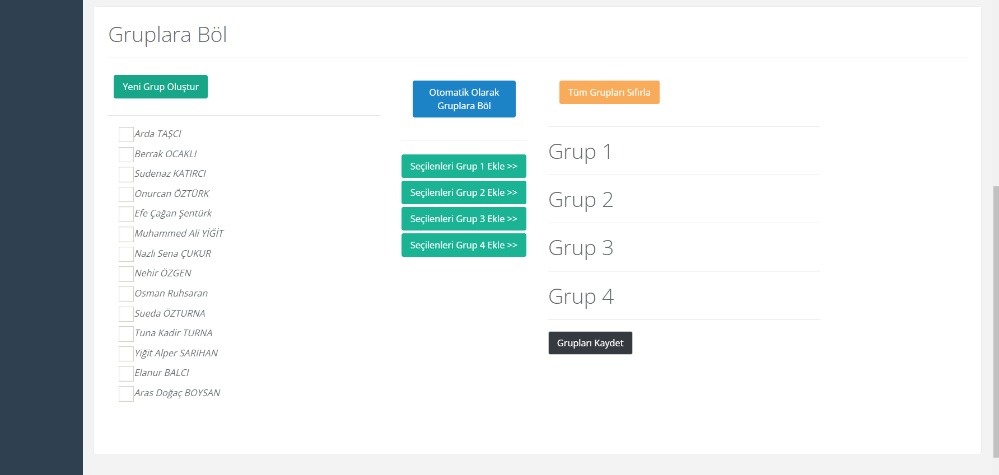 Gruplara Böl
Yeni Grup Oluştur
Arda TAŞCI
Berrak OCAKLI
Sudenaz KATIRCI
Onurcan ÖZTÜRK
Efe Çağan Şentürk
Muhammed Ali YİĞİT
Nazlı Sena ÇUKUR
Nehir ÖZGEN
Osman Ruhsaran
Sueda ÖZTURNA
Tuna Kadir TURNA
Yiğit Alper SARIHAN
Elanur BALCI
Aras Doğaç BOYSAN
Otomatik Olarak
Gruplara Böl
Seçilenleri Grup 1 Ekle >>
Seçilenleri Grup 2 Ekle >>
Seçilenleri Grup 3 Ekle >>
Seçilenleri Grup 4 Ekle >>
Tüm Grupları Sıfırla
Grup 1
Grup 2
Grup 3
Grup 4
Grupları Kaydet